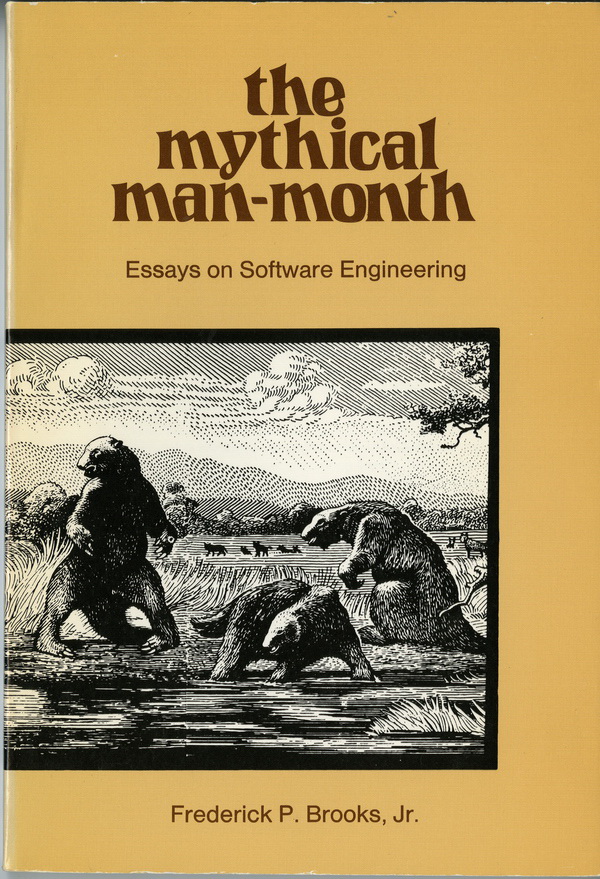 the
mythical
man-month
Essays on Software Engineering
Frederick P. Brooks, Jr.